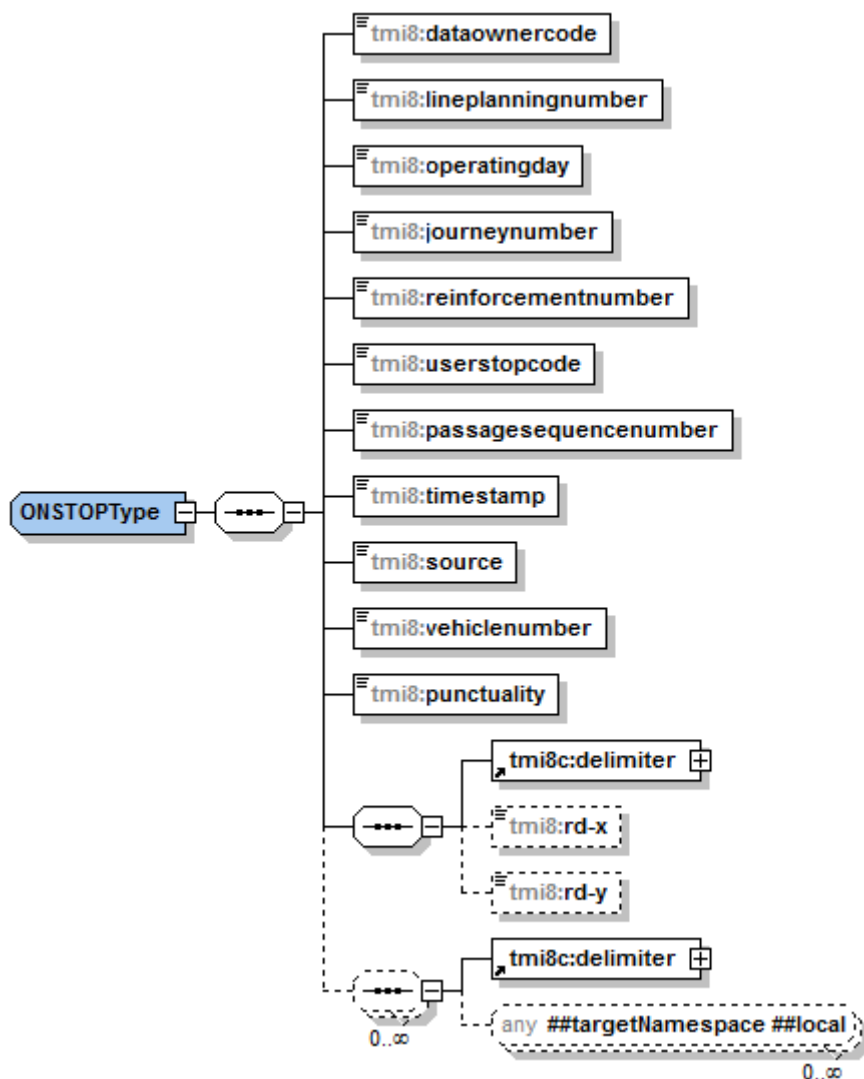 tmi8:dataownercode
tmi8:lineplanningnumber
tmi8:operatingday
tmi8:journeynumber
tmi8:reinforcementnumber
tmi8:userstopcode
tmi8:passagesequencenumber
ONSTOPType
tmi8:timestamp
tmi8:source
tmi8:vehiclenumber
tmi8:punctuality
tmi8c:delimiter
tmi8:rd-x
tmi8:rd-y
tmi8c:delimiter
any ##targetNamespace ##local
0..∞
0..∞